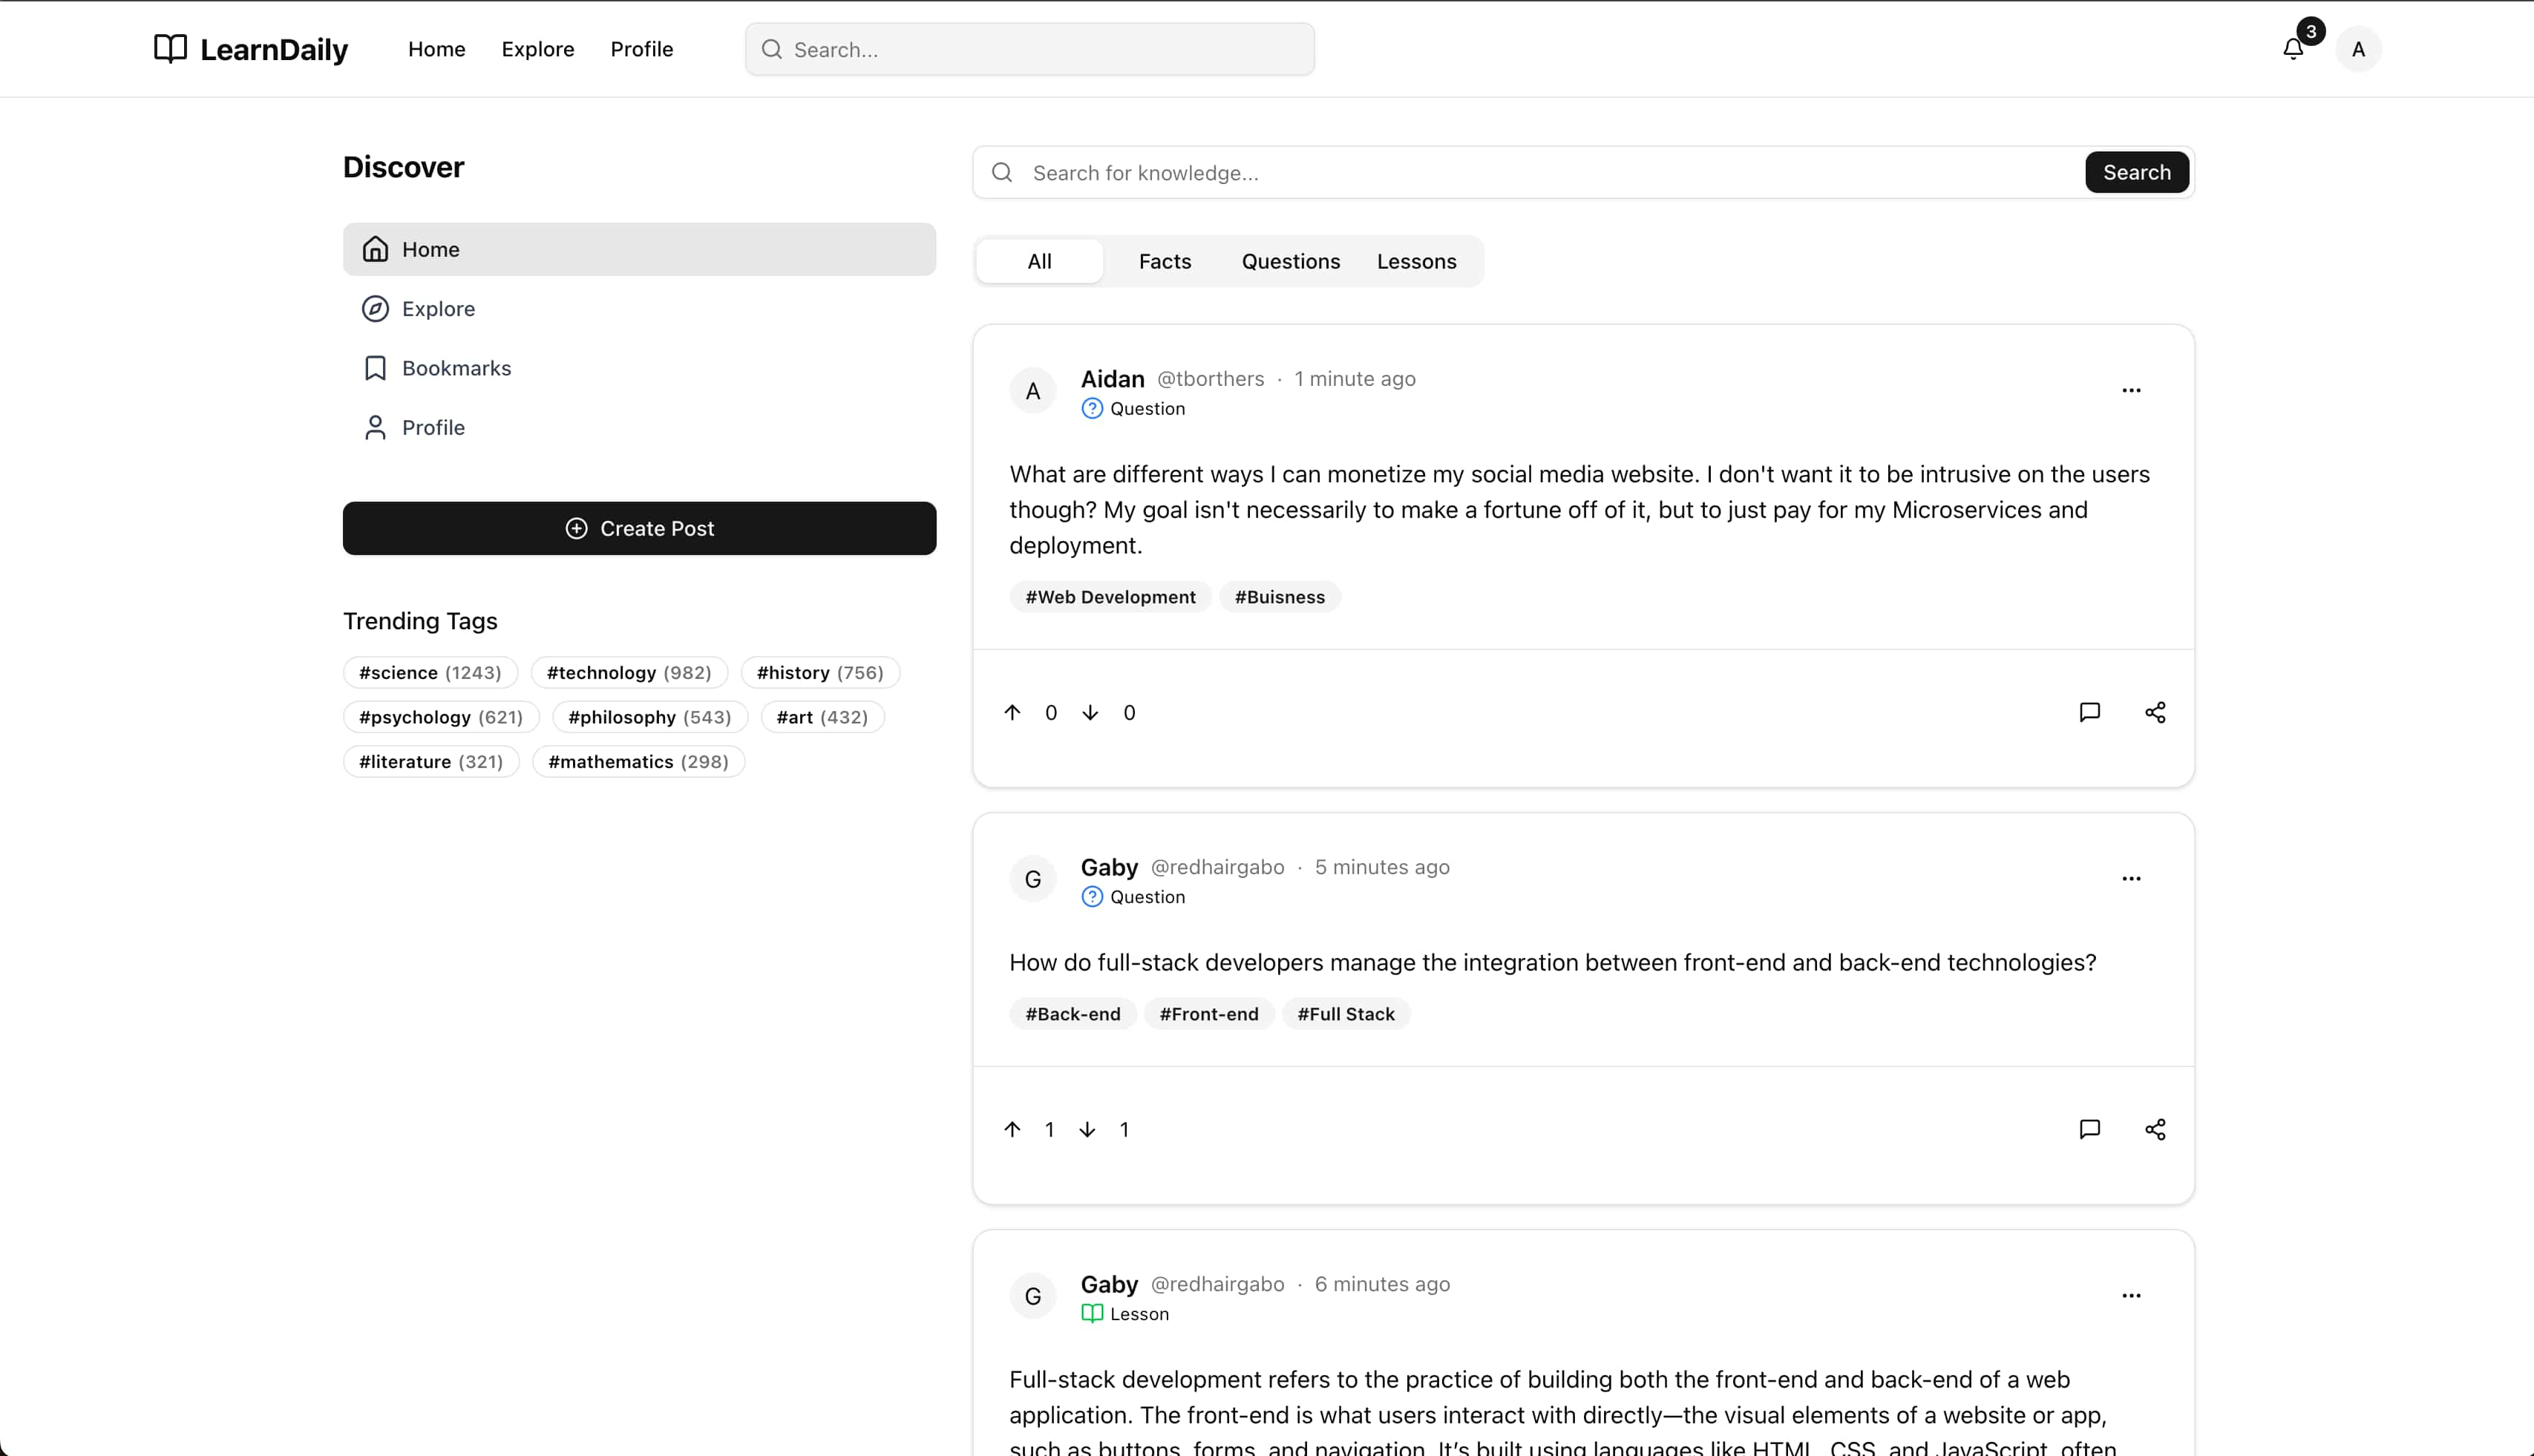 LearnDaily
Home
Explore
Profile
Search...
3
A
Discover
Home
Explore
Bookmarks
Profile
Create Post
Trending Tags
#science (1243)
#technology (982)
#history (756)
#psychology (621)
#philosophy (543)
#art (432)
#literature (321)
#mathematics (298)
Search for knowledge...
Search
All
Facts
Questions
Lessons
A
Aidan @tborthers · 1 minute ago
Question
What are different ways I can monetize my social media website. I don't want it to be intrusive on the users
though? My goal isn't necessarily to make a fortune off of it, but to just pay for my Microservices and
deployment.
#Web Development
#Buisness
0
0
G
Gaby @redhairgabo · 5 minutes ago
Question
How do full-stack developers manage the integration between front-end and back-end technologies?
#Back-end
#Front-end
#Full Stack
1
1
G
Gaby @redhairgabo · 6 minutes ago
Lesson
Full-stack development refers to the practice of building both the front-end and back-end of a web
application. The front-end is what users interact with directly—the visual elements of a website or app,
such as buttons, forms, and navigation. It’s built using languages like HTML, CSS, and JavaScript, often